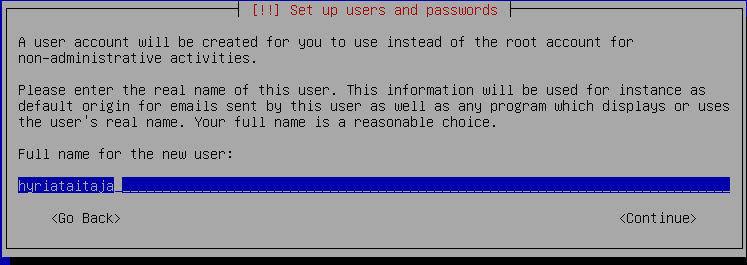 [!!] Set up users and passwords
A user account will be created for you to use instead of the root account for
non-administrative activities.
Please enter the real name of this user. This information will be used for instance as
default origin for emails sent by this user as well as any program which displays or uses
the user's real name. Your full name is a reasonable choice.
Full name for the new user:
hyriataitaja
<Go Back> <Continue>